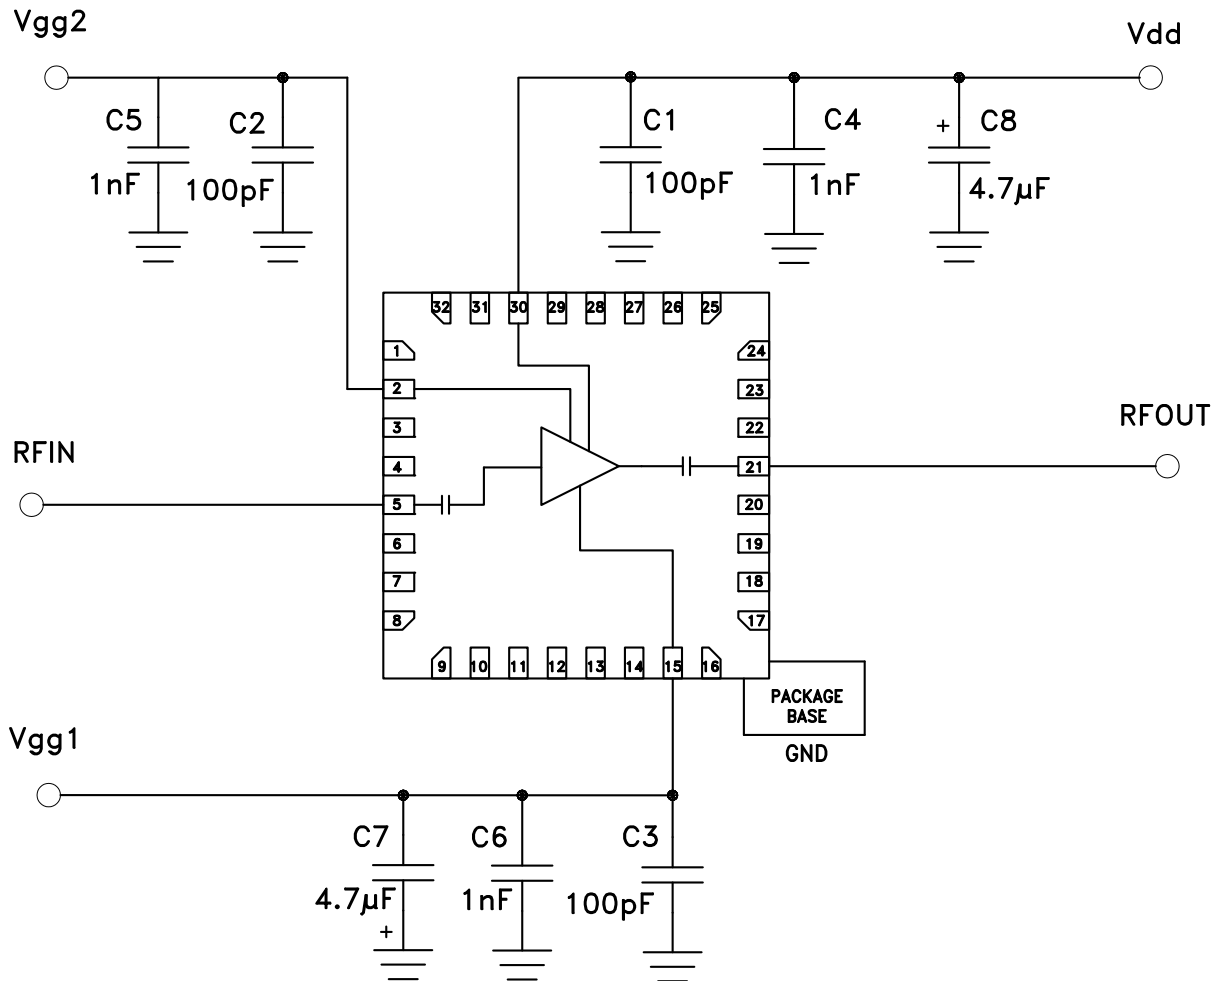 Vgg2
Vdd
C5
C2
1nF
100pF
C1
C4
+ C8
100pF
1nF
4.7µF
32 31 30 29 28 27 26 25
1
24
2
23
3
22
RFOUT
RFIN
4
21
5
20
6
19
7
18
8
17
9 10 11 12 13 14 15 16
PACKAGE
BASE
GND
Vgg1
C7
C6
C3
4.7µF
1nF
100pF
+